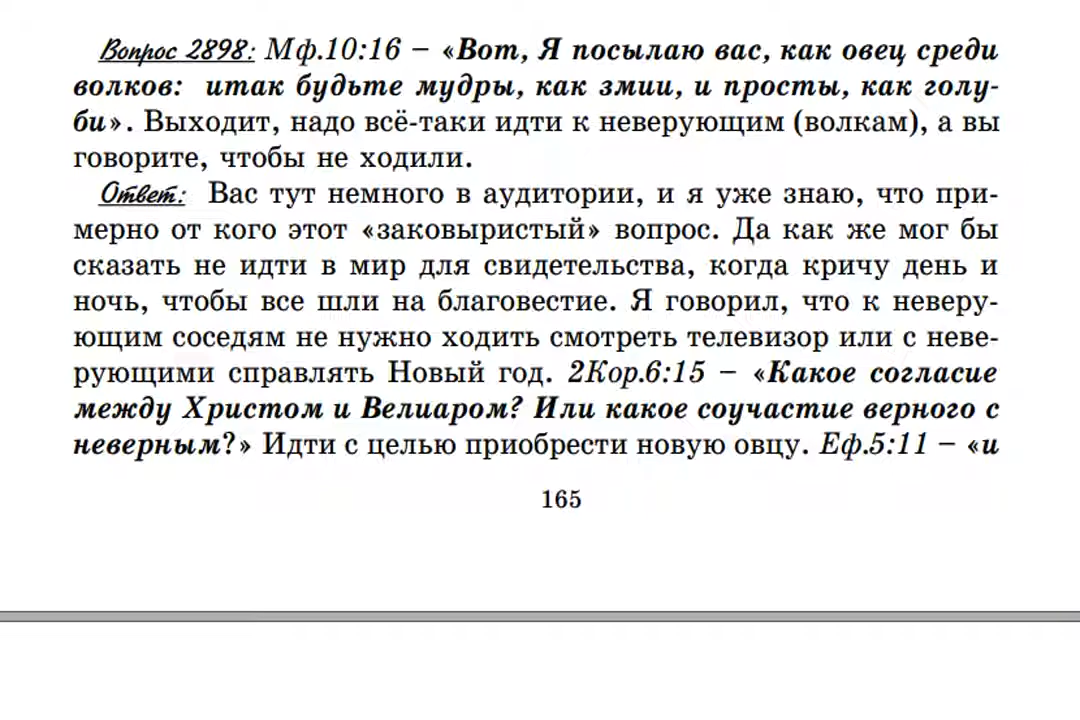 Вопрос 2898: Мф.10:16 – «Вот, Я посылаю вас, как овец среди
волков: итак будьте мудры, как змии, и просты, как голу-
би». Выходит, надо всё-таки идти к неверующим (волкам), а вы
говорите, чтобы не ходили.
Ответ: Вас тут немного в аудитории, и я уже знаю, что при-
мерно от кого этот «заковыристый» вопрос. Да как же мог бы
сказать не идти в мир для свидетельства, когда кричу день и
ночь, чтобы все шли на благовестие. Я говорил, что к неверу-
ющим соседям не нужно ходить смотреть телевизор или с неве-
рующими справлять Новый год. 2Кор.6:15 – «Какое согласие
между Христом и Велиаром? Или какое соучастие верного с
неверным?» Идти с целью приобрести новую овцу. Еф.5:11 – «и
165